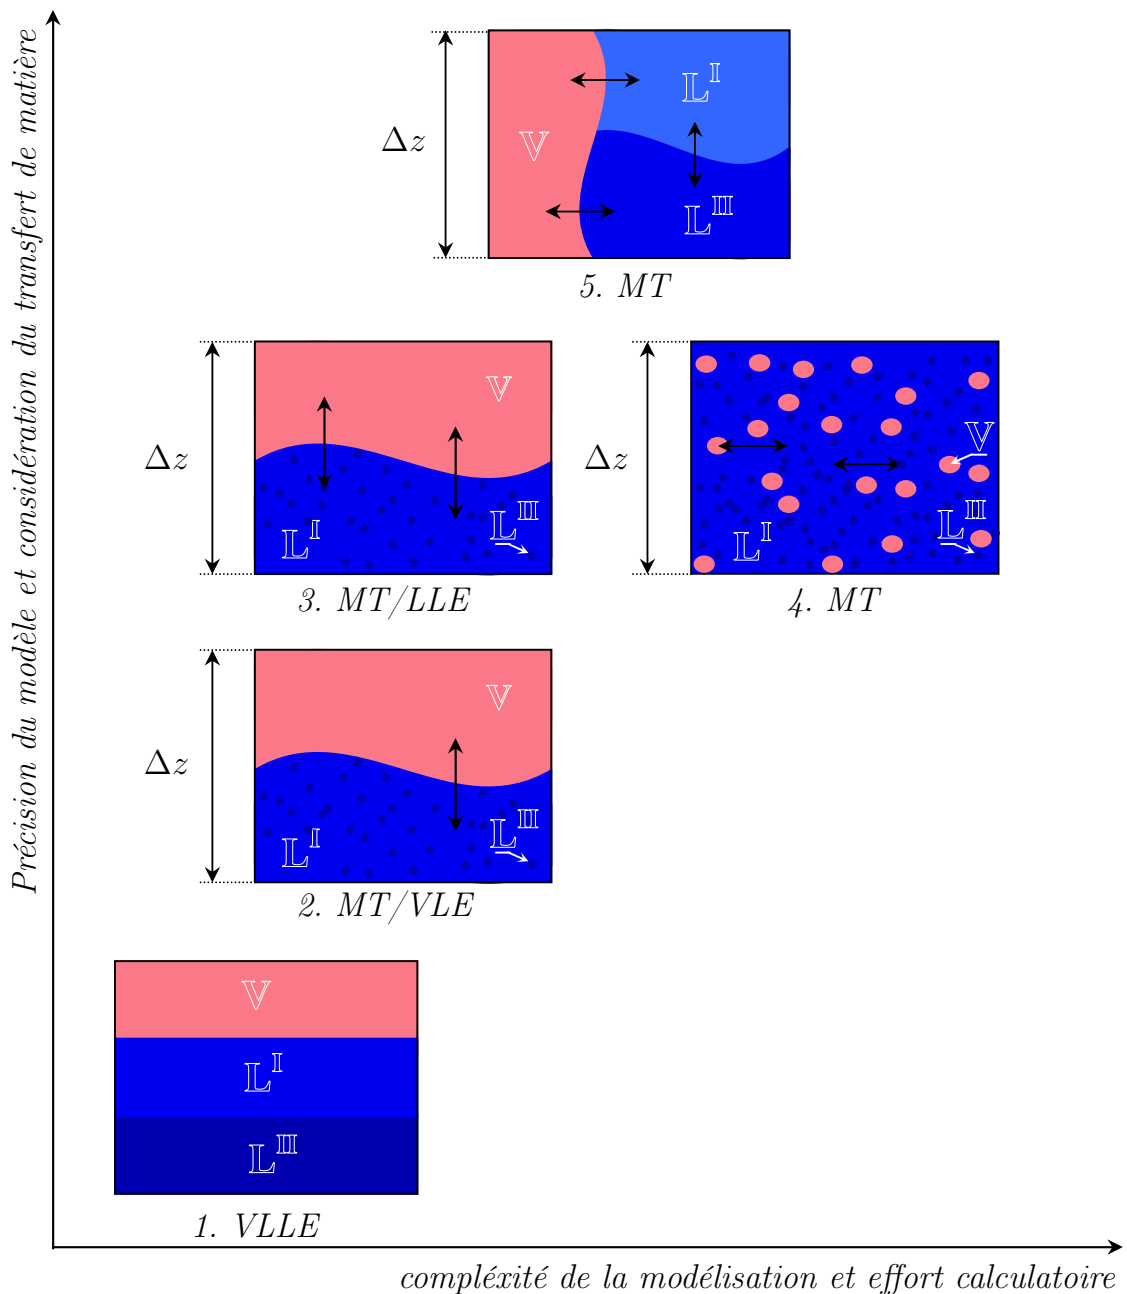 Précision du modèle et considération du transfert de matière
Δz
V
L^I
L^II
5. MT
Δz
V
L^I
L^II
3. MT/LLE
Δz
V
L^I
L^II
4. MT
Δz
V
L^I
L^II
2. MT/VLE
V
L^I
L^II
1. VLLE
compléxité de la modélisation et effort calculatoire